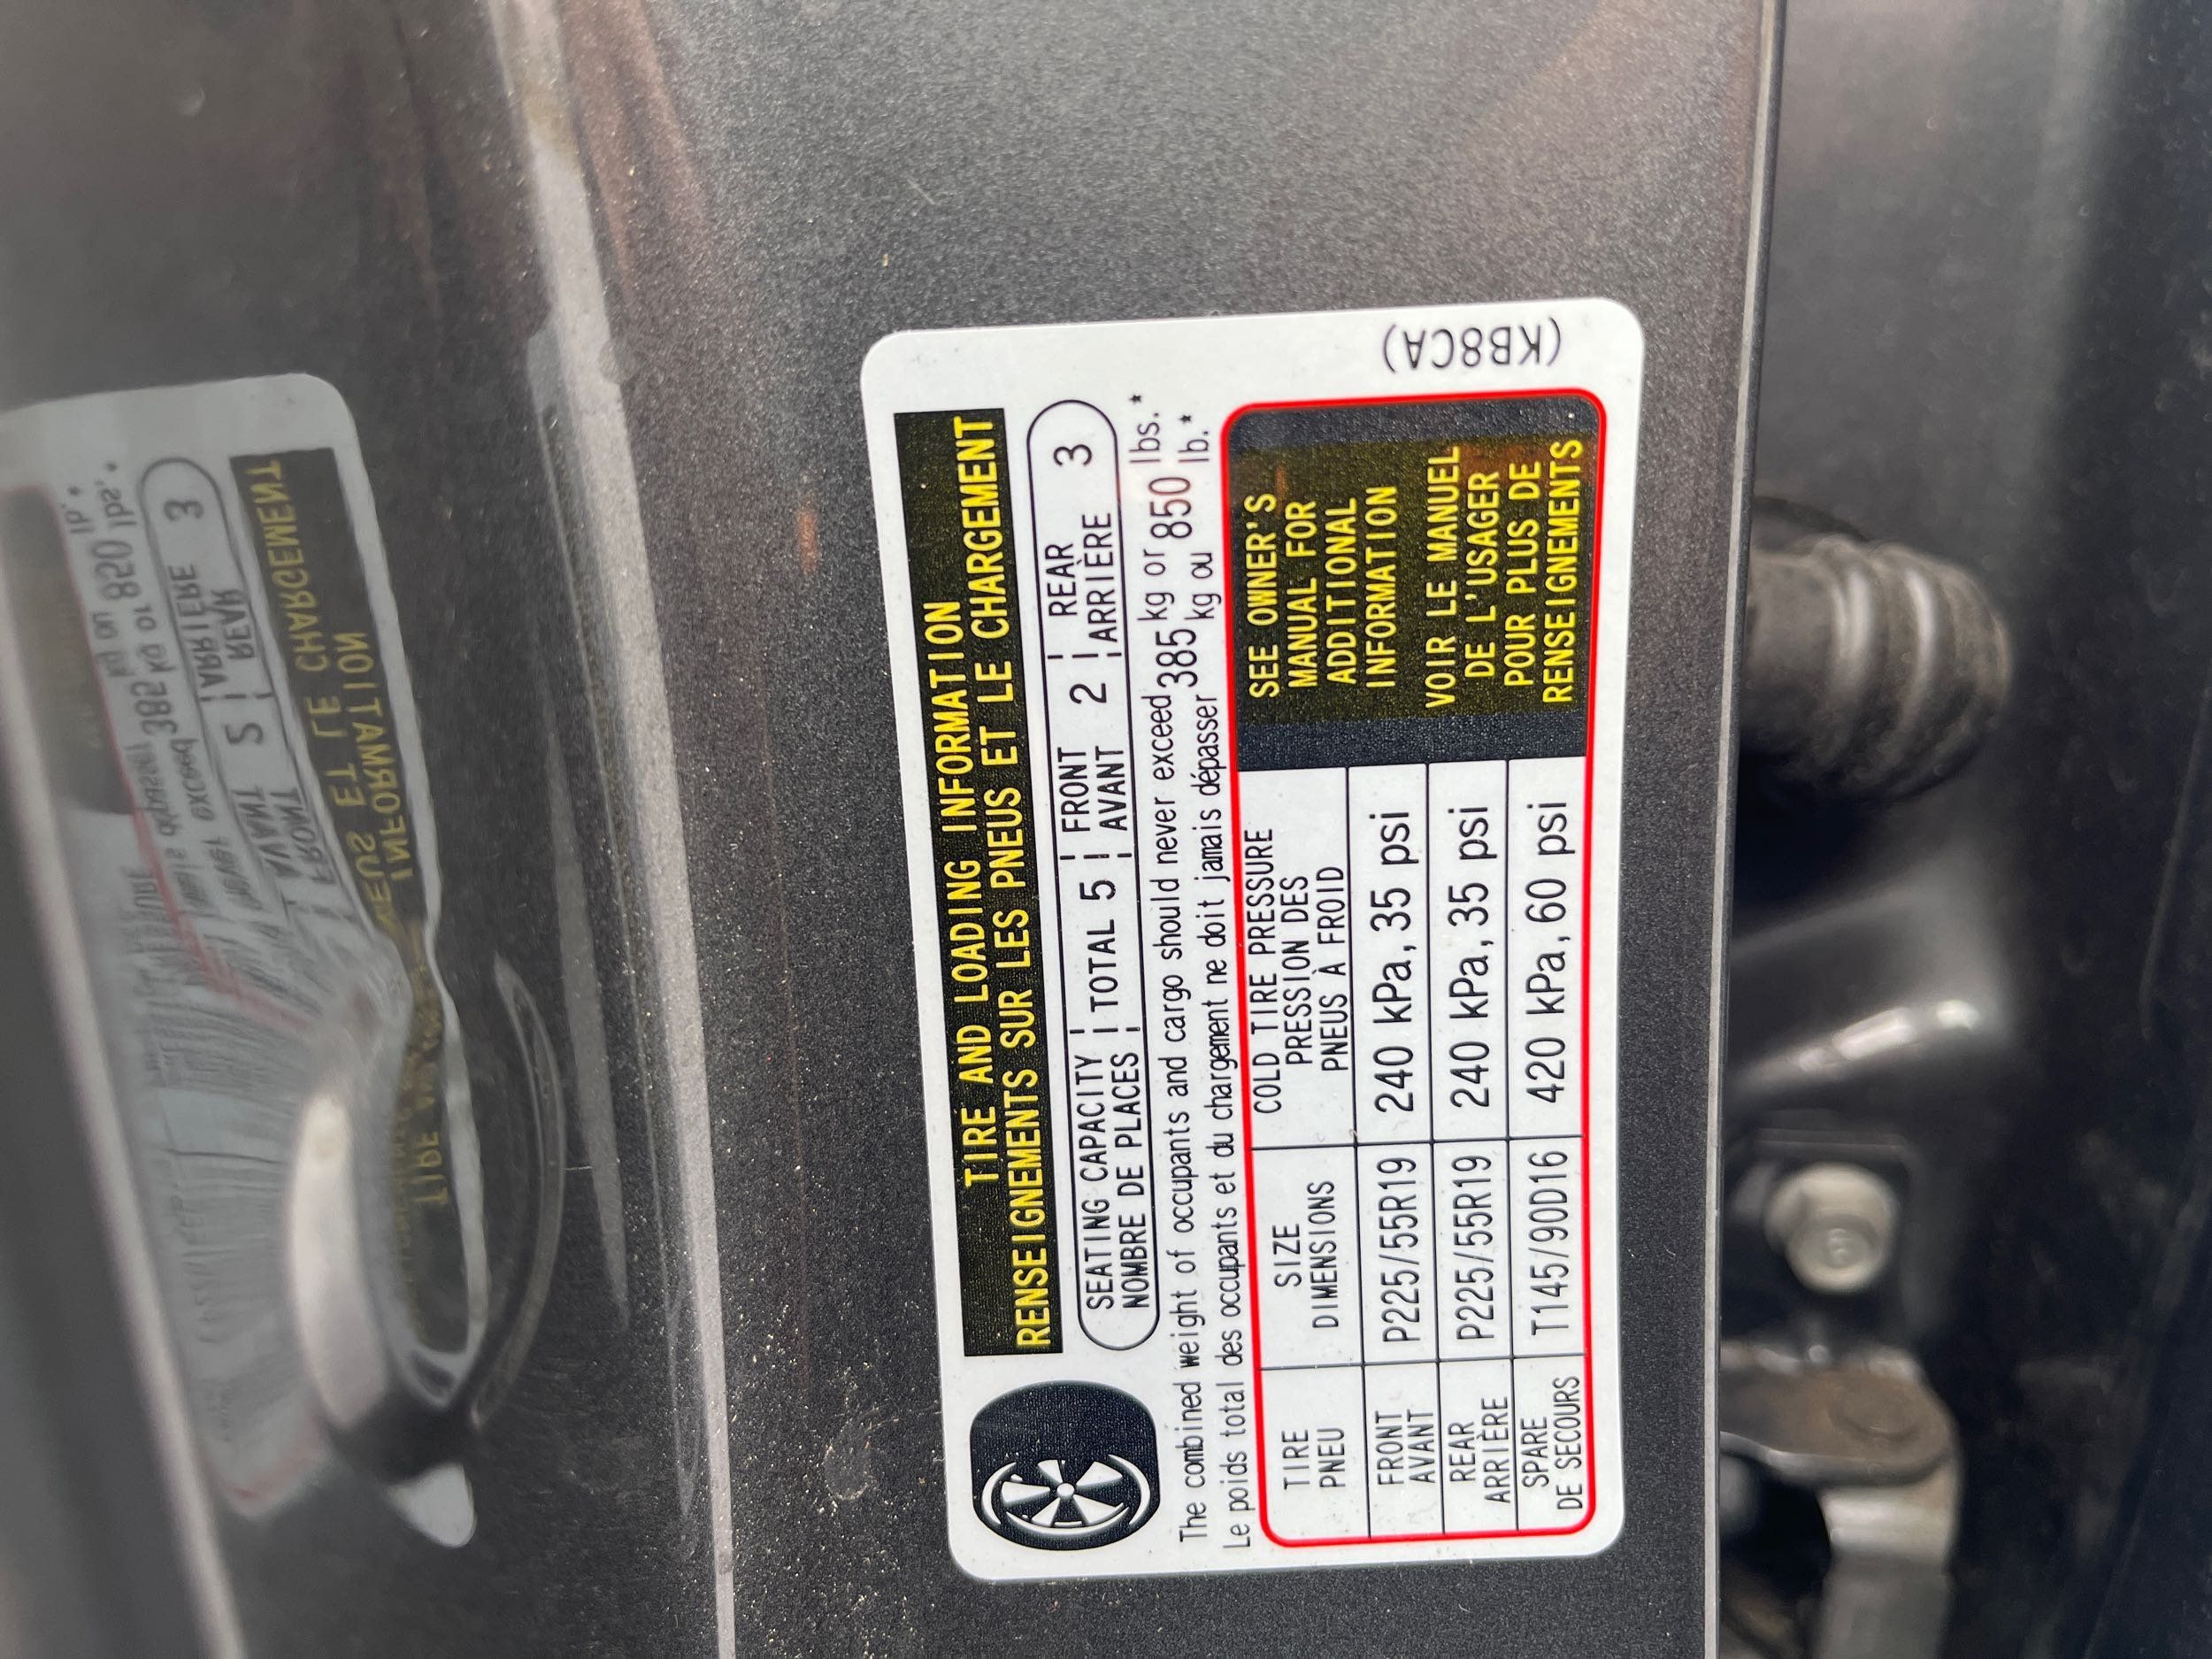 TIRE AND LOADING INFORMATION
RENSEIGNEMENTS SUR LES PNEUS ET LE CHARGEMENT
SEATING CAPACITY TOTAL 5 FRONT 2 REAR 3
NOMBRE DE PLACES AVANT ARRIÈRE
The combined weight of occupants and cargo should never exceed 385 kg or 850 lbs.*
Le poids total des occupants et du chargement ne doit jamais dépasser 385 kg ou 850 lb.*
TIRE
PNEU
SIZE
DIMENSIONS
COLD TIRE PRESSURE
PRESSION DES
PNEUS À FROID
FRONT
AVANT
P225/55R19
240 kPa, 35 psi
REAR
ARRIÈRE
P225/55R19
240 kPa, 35 psi
SPARE
DE SECOURS
T145/90D16
420 kPa, 60 psi
SEE OWNER'S
MANUAL FOR
ADDITIONAL
INFORMATION
VOIR LE MANUEL
DE L'USAGER
POUR PLUS DE
RENSEIGNEMENTS
(KB8CA)